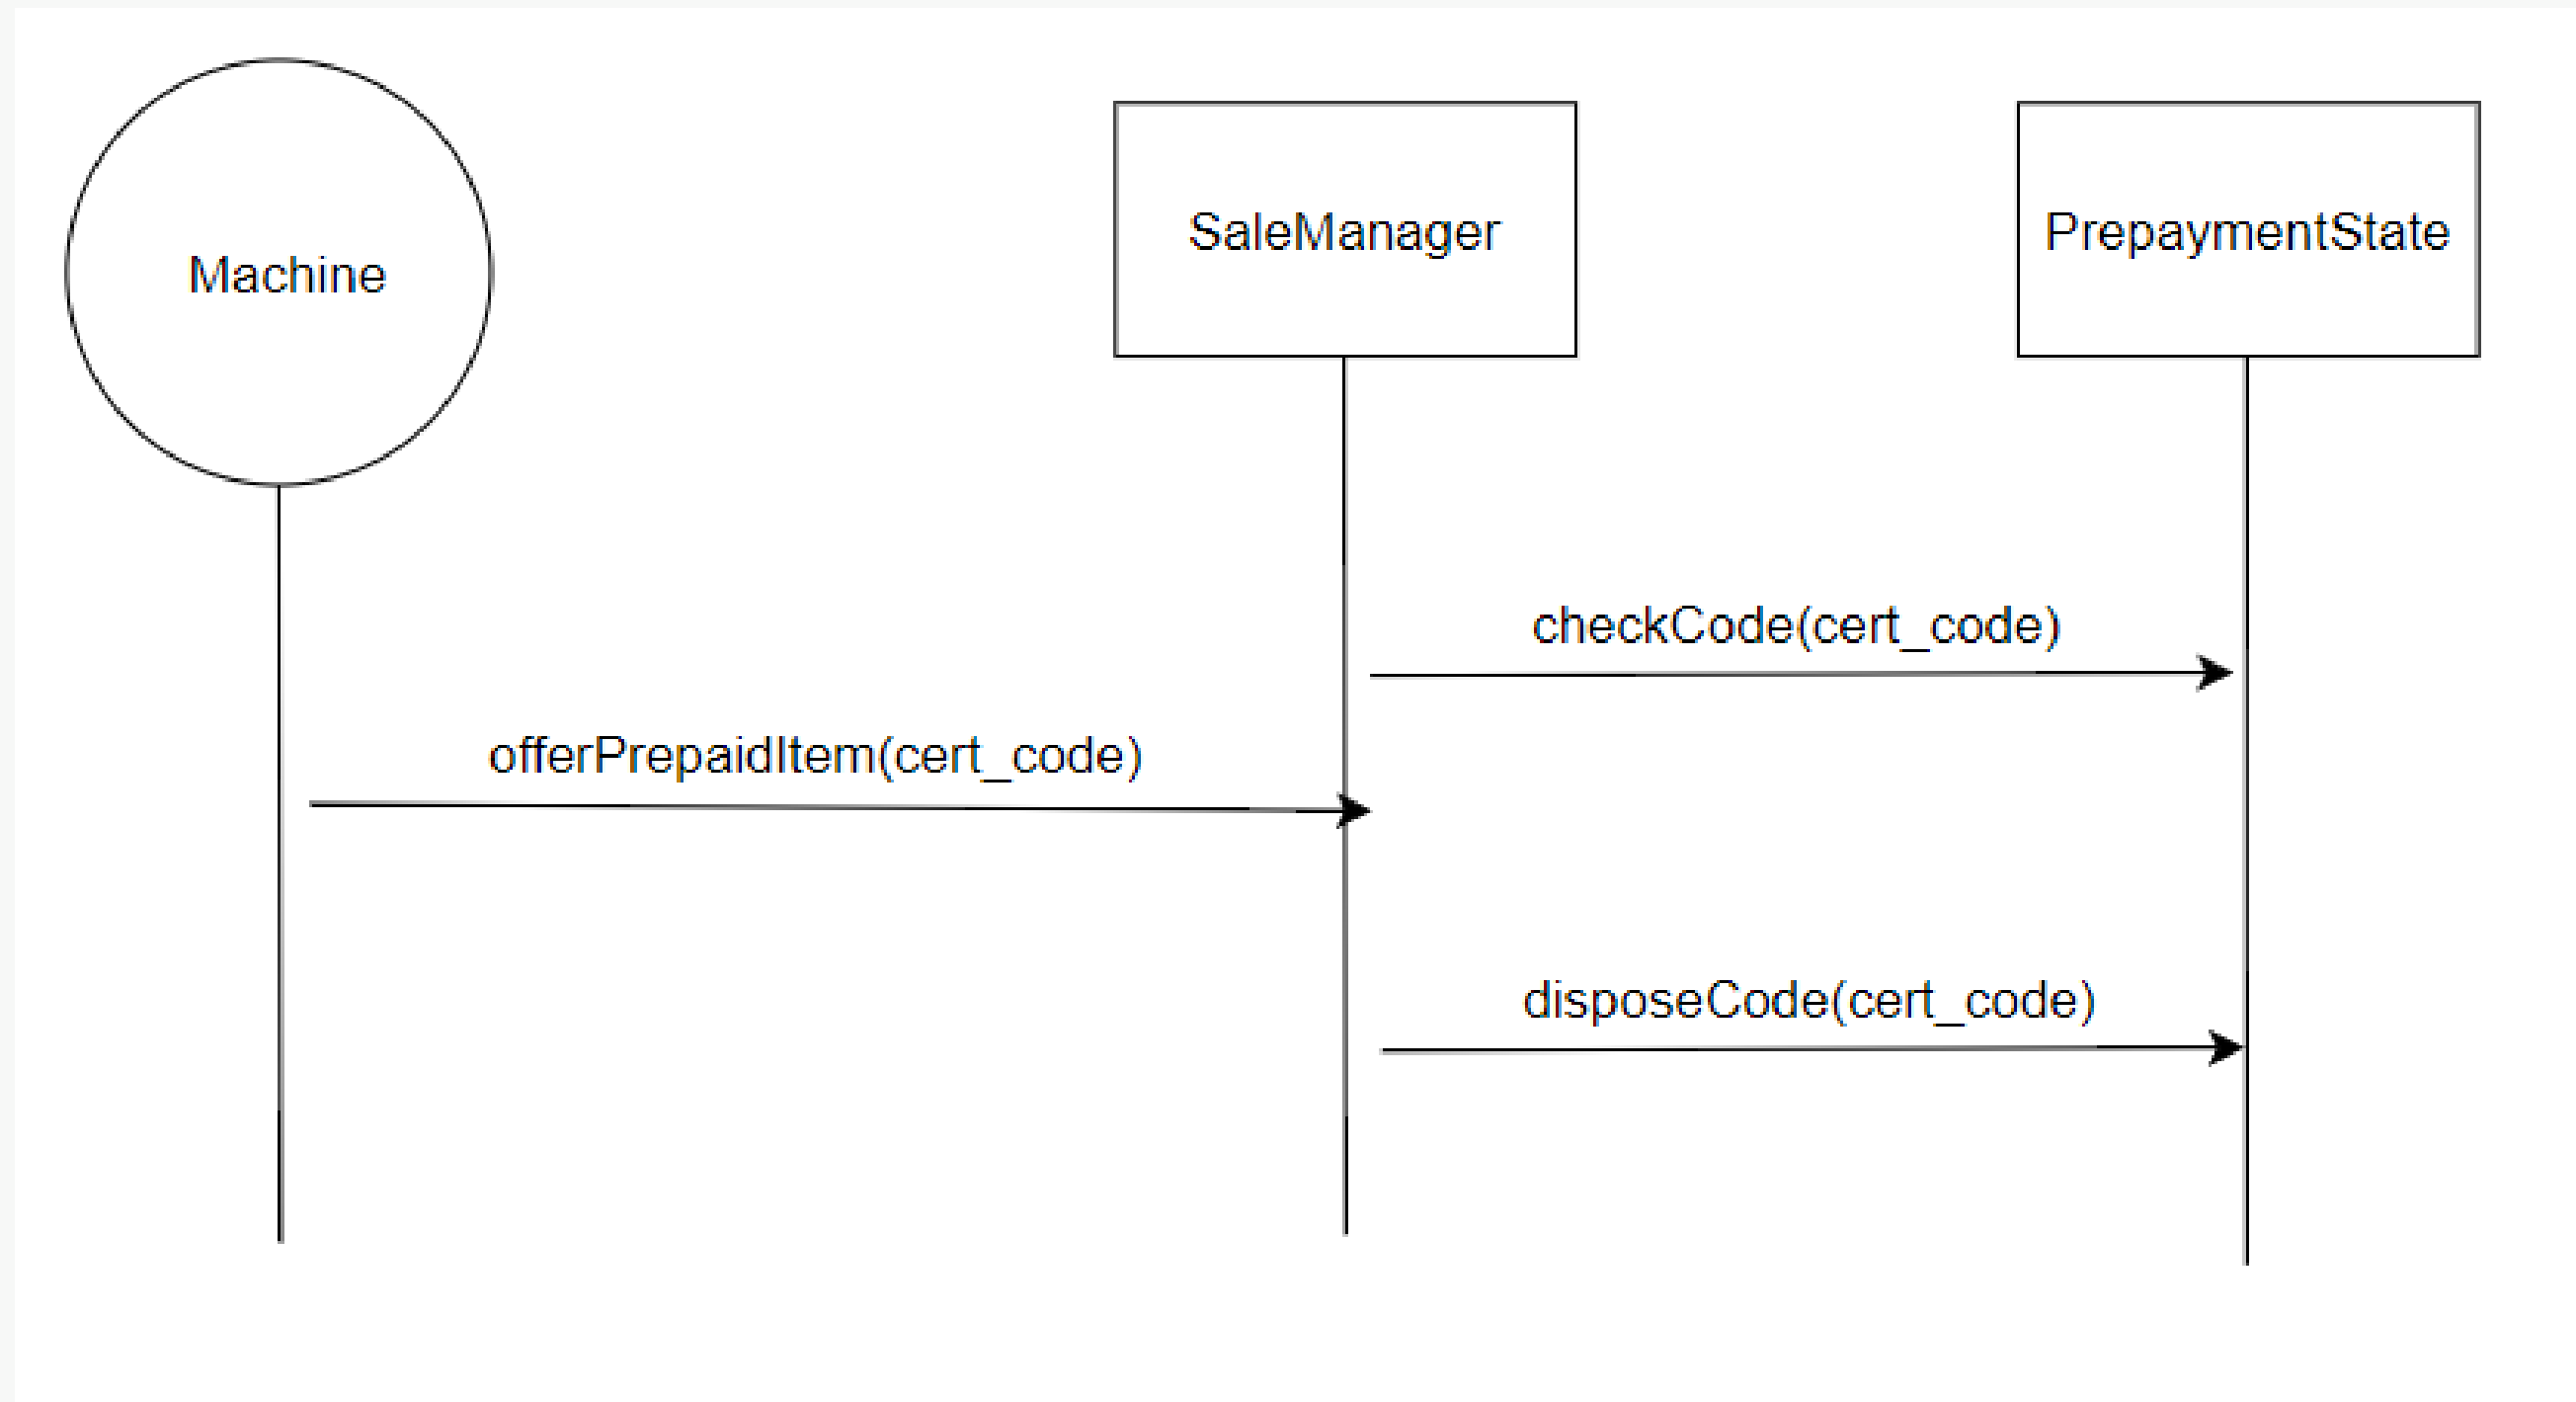 Machine
SaleManager
PrepaymentState
checkCode(cert_code)
offerPrepaidItem(cert_code)
disposeCode(cert_code)